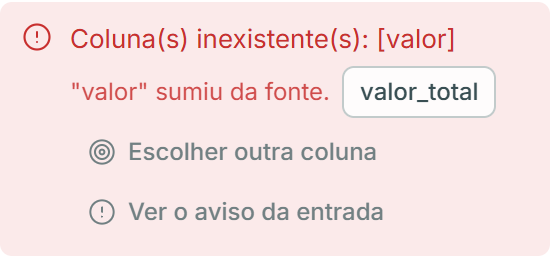 Coluna(s) inexistente(s): [valor]
"valor" sumiu da fonte. valor_total
Escolher outra coluna
Ver o aviso da entrada